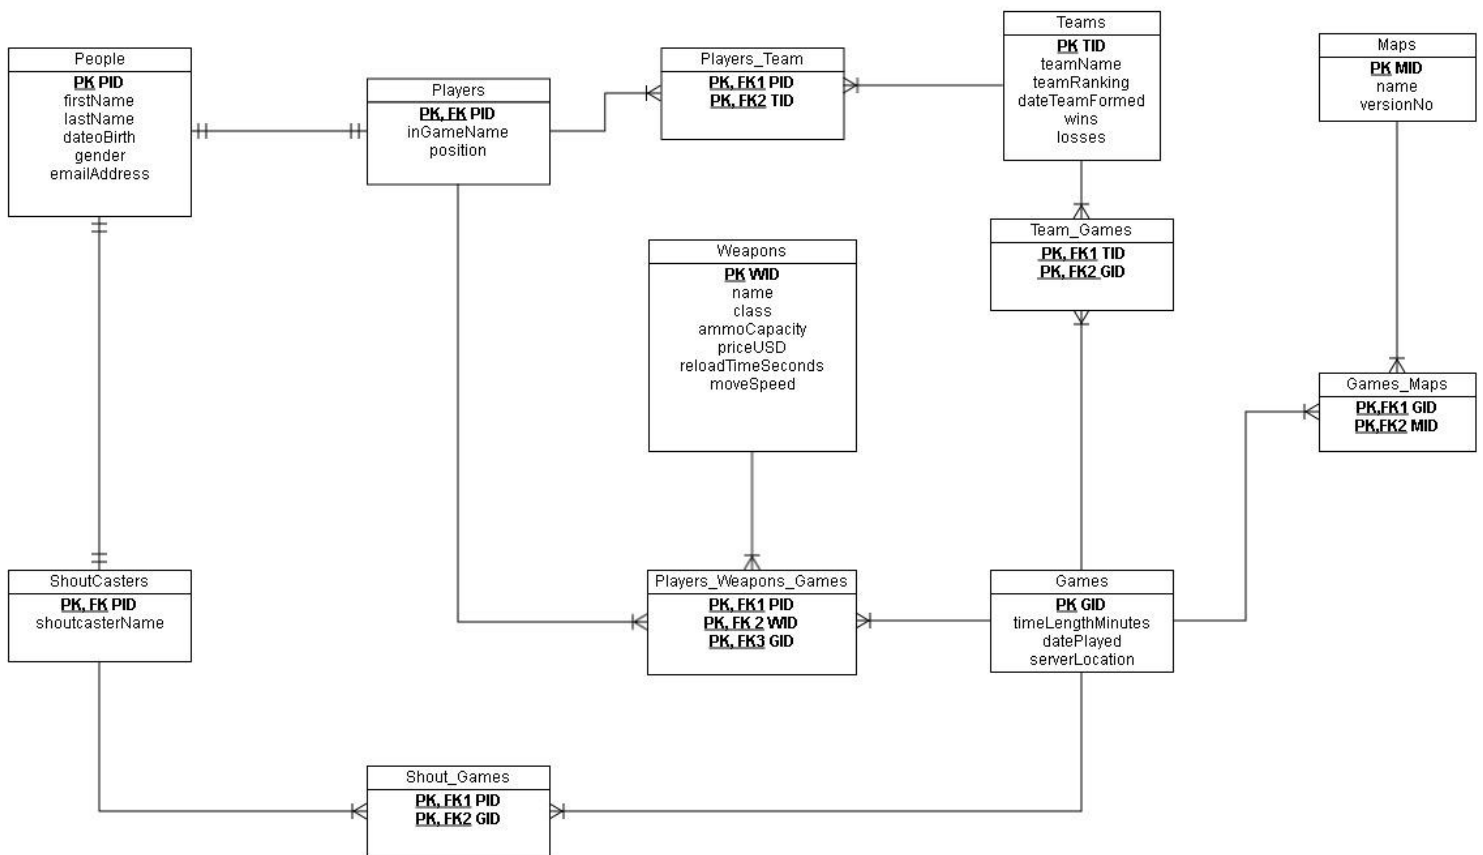 People
PK PID
firstName
lastName
dateoBirth
gender
emailAddress
Players
PK, FK PID
inGameName
position
Players_Team
PK, FK1 PID
PK, FK2 TID
Teams
PK TID
teamName
teamRanking
dateTeamFormed
wins
losses
Maps
PK MID
name
versionNo
Weapons
PK WID
name
class
ammoCapacity
priceUSD
reloadTimeSeconds
moveSpeed
Team_Games
PK, FK1 TID
PK, FK2 GID
Games_Maps
PK,FK1 GID
PK,FK2 MID
ShoutCasters
PK, FK PID
shoutcasterName
Players_Weapons_Games
PK, FK1 PID
PK, FK 2 WID
PK, FK3 GID
Games
PK GID
timeLengthMinutes
datePlayed
serverLocation
Shout_Games
PK, FK1 PID
PK, FK2 GID